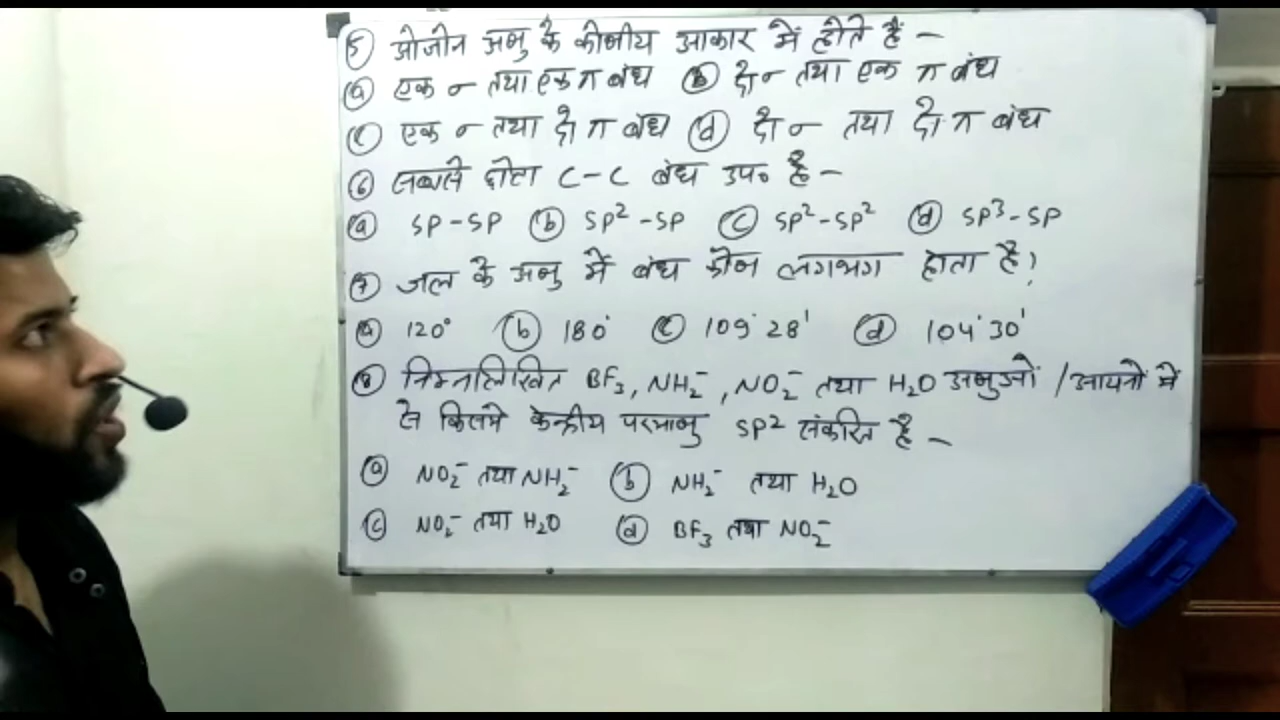 ⑤ ओजोन अणु के कोणीय आकार में होते हैं –
ⓐ एक σ तथा एक π बंध ⓑ दो σ तथा एक π बंध
ⓒ एक σ तथा दो π बंध ⓓ दो σ तथा दो π बंध
⑥ सबसे छोटा C-C बंध उप० है –
ⓐ SP-SP ⓑ SP²-SP ⓒ SP²-SP² ⓓ SP³-SP
⑦ जल के अणु में बंध कोण लगभग होता है?
ⓐ 120° ⓑ 180° ⓒ 109° 28' ⓓ 104° 30'
⑧ निम्नलिखित BF₃, NH₂⁻, NO₂⁻ तथा H₂O अणुओं / आयनों में
से किसमें केन्द्रीय परमाणु SP² संकरित है –
ⓐ NO₂⁻ तथा NH₂⁻ ⓑ NH₂⁻ तथा H₂O
ⓒ NO₂⁻ तथा H₂O ⓓ BF₃ तथा NO₂⁻